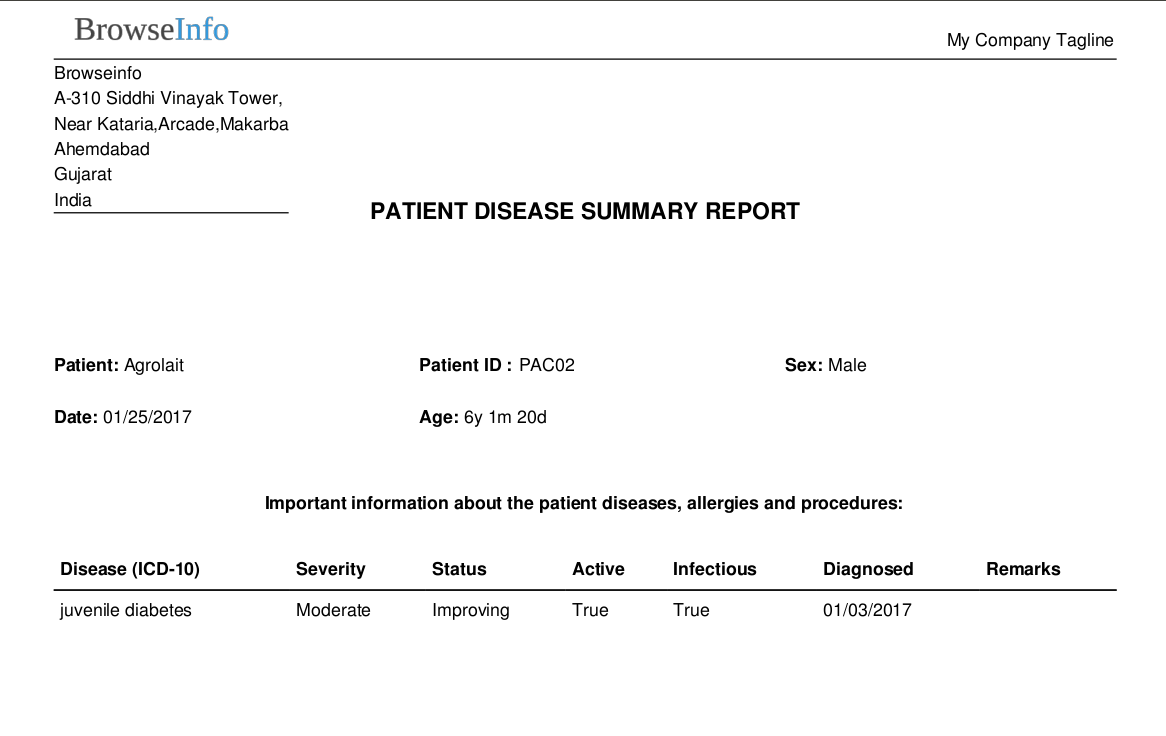 BrowseInfo
My Company Tagline
Browseinfo
A-310 Siddhi Vinayak Tower,
Near Kataria,Arcade,Makarba
Ahemdabad
Gujarat
India
PATIENT DISEASE SUMMARY REPORT
Patient: Agrolait Patient ID : PAC02 Sex: Male
Date: 01/25/2017 Age: 6y 1m 20d
Important information about the patient diseases, allergies and procedures:
Disease (ICD-10) Severity Status Active Infectious Diagnosed Remarks
juvenile diabetes Moderate Improving True True 01/03/2017